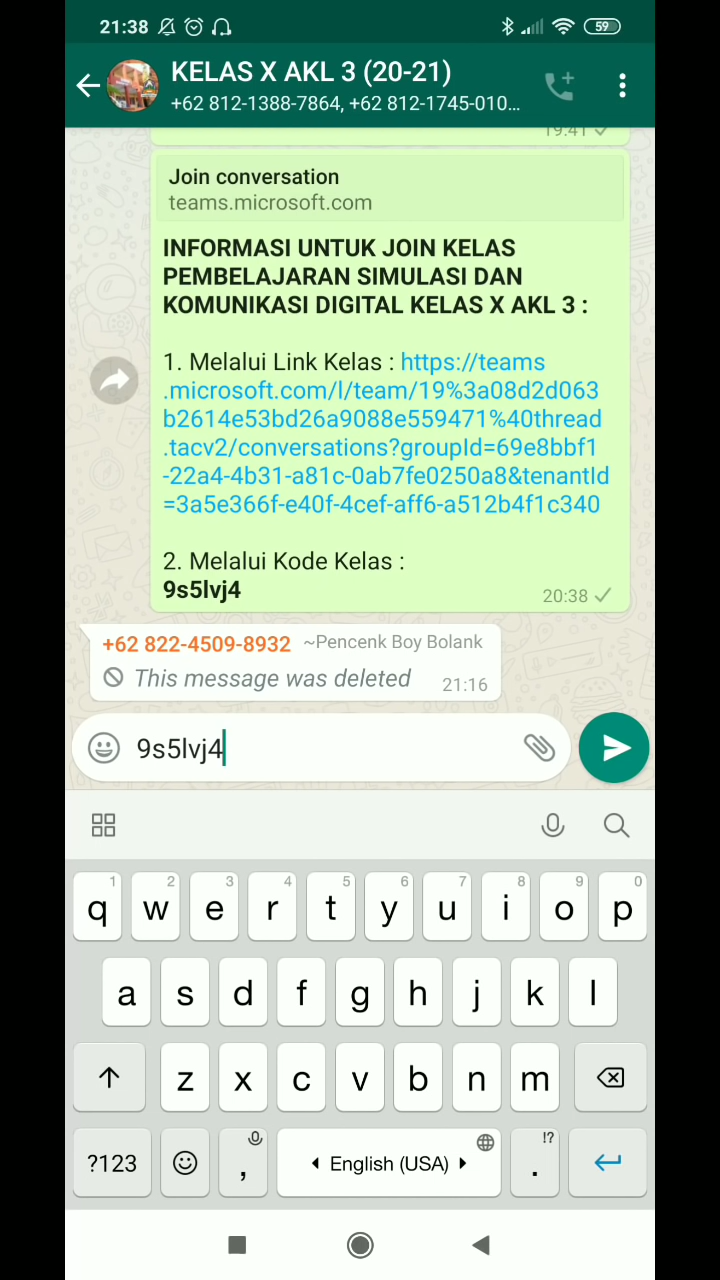 21:38
59
KELAS X AKL 3 (20-21)
+62 812-1388-7864, +62 812-1745-010...
19.41
Join conversation
teams.microsoft.com
INFORMASI UNTUK JOIN KELAS
PEMBELAJARAN SIMULASI DAN
KOMUNIKASI DIGITAL KELAS X AKL 3 :
1. Melalui Link Kelas : https://teams
.microsoft.com/l/team/19%3a08d2d063
b2614e53bd26a9088e559471%40thread
.tacv2/conversations?groupId=69e8bbf1
-22a4-4b31-a81c-0ab7fe0250a8&tenantId
=3a5e366f-e40f-4cef-aff6-a512b4f1c340
2. Melalui Kode Kelas :
9s5lvj4
20:38
+62 822-4509-8932 ~Pencenk Boy Bolank
This message was deleted 21:16
9s5lvj4
1 2 3 4 5 6 7 8 9 0
q w e r t y u i o p
a s d f g h j k l
z x c v b n m
!?
?123 , English (USA) .